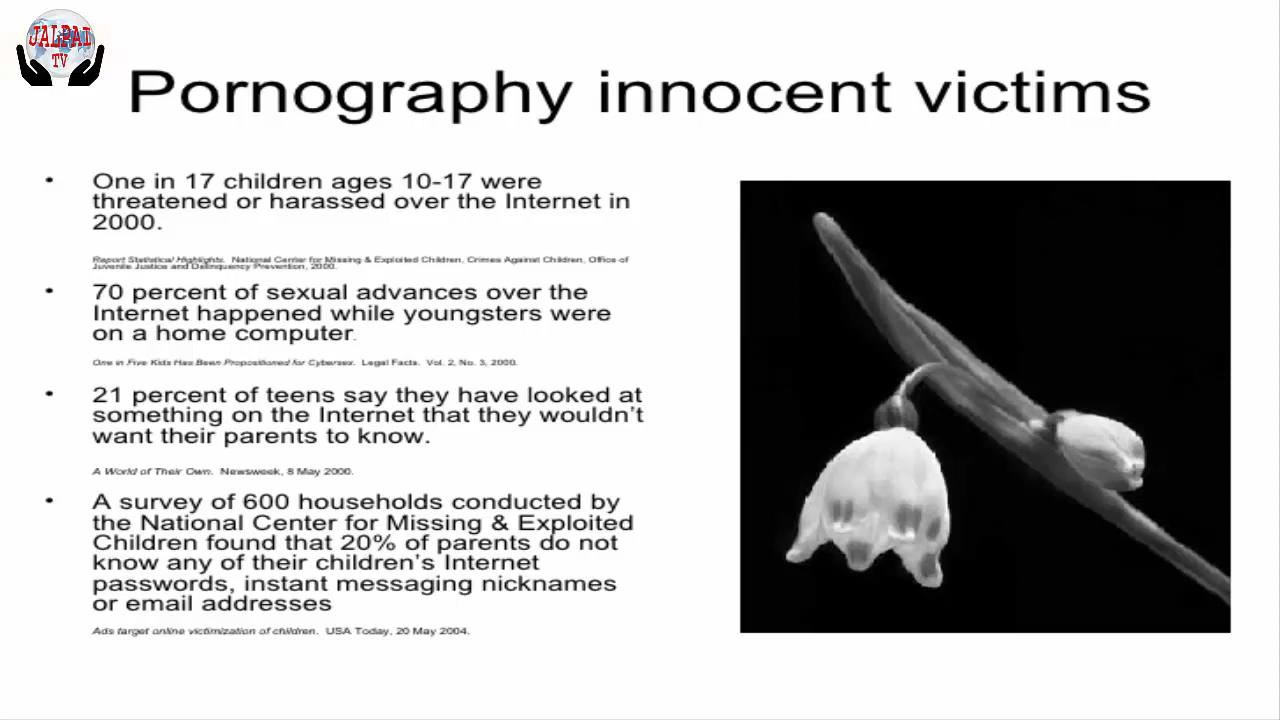 JALPAI
TV
Pornography innocent victims
• One in 17 children ages 10-17 were
threatened or harassed over the Internet in
2000.
Report Statistical Highlights. National Center for Missing & Exploited Children, Crimes Against Children, Office of
Juvenile Justice and Delinquency Prevention, 2000.
• 70 percent of sexual advances over the
Internet happened while youngsters were
on a home computer.
One in Five Kids Has Been Propositioned for Cybersex. Legal Facts. Vol. 2, No. 3, 2000.
• 21 percent of teens say they have looked at
something on the Internet that they wouldn't
want their parents to know.
A World of Their Own. Newsweek, 8 May 2000.
• A survey of 600 households conducted by
the National Center for Missing & Exploited
Children found that 20% of parents do not
know any of their children's Internet
passwords, instant messaging nicknames
or email addresses
Ads target online victimization of children. USA Today, 20 May 2004.